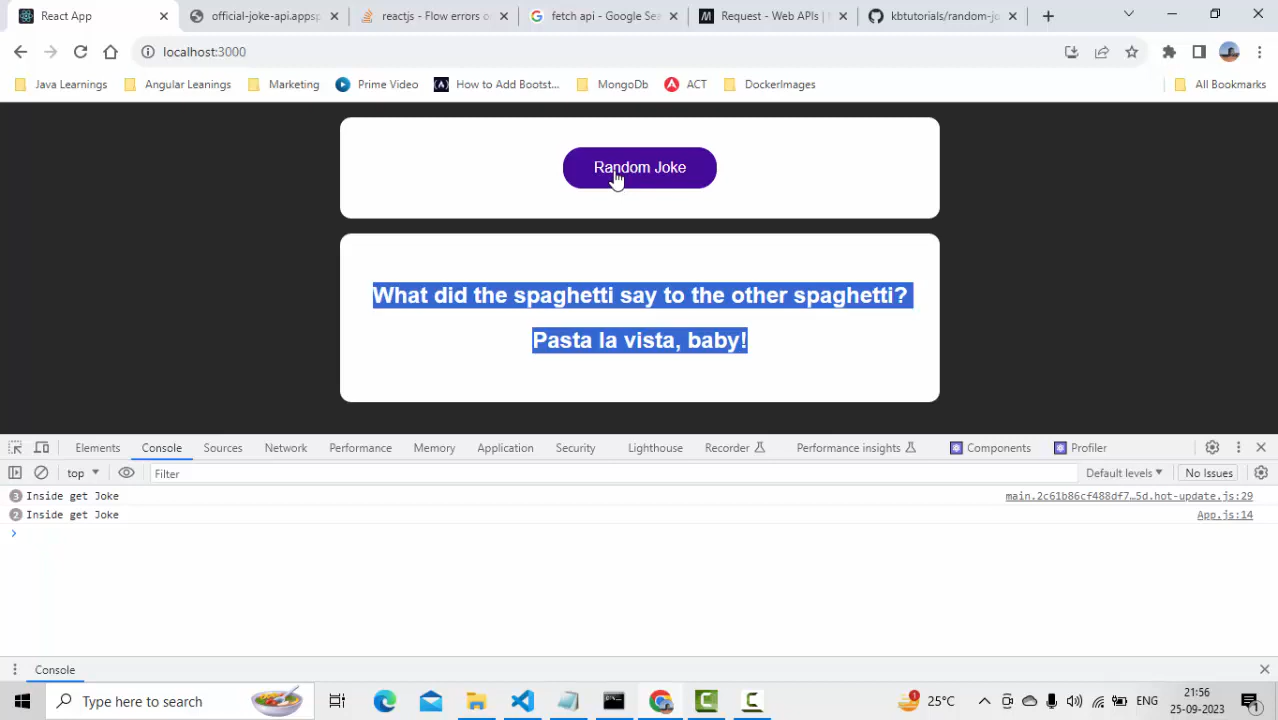 React App
official-joke-api.appsp
reactjs - Flow errors o
fetch api - Google Sea
Request - Web APIs |
kbtutorials/random-jo
localhost:3000
Java Learnings
Angular Leanings
Marketing
Prime Video
How to Add Bootst...
MongoDb
ACT
DockerImages
All Bookmarks
Random Joke
What did the spaghetti say to the other spaghetti?
Pasta la vista, baby!
Elements
Console
Sources
Network
Performance
Memory
Application
Security
Lighthouse
Recorder
Performance insights
Components
Profiler
top
Filter
Default levels
No Issues
3 Inside get Joke
main.2c61b86cf488df7…5d.hot-update.js:29
2 Inside get Joke
App.js:14
Console
Type here to search
25°C
ENG
21:56
25-09-2023
1